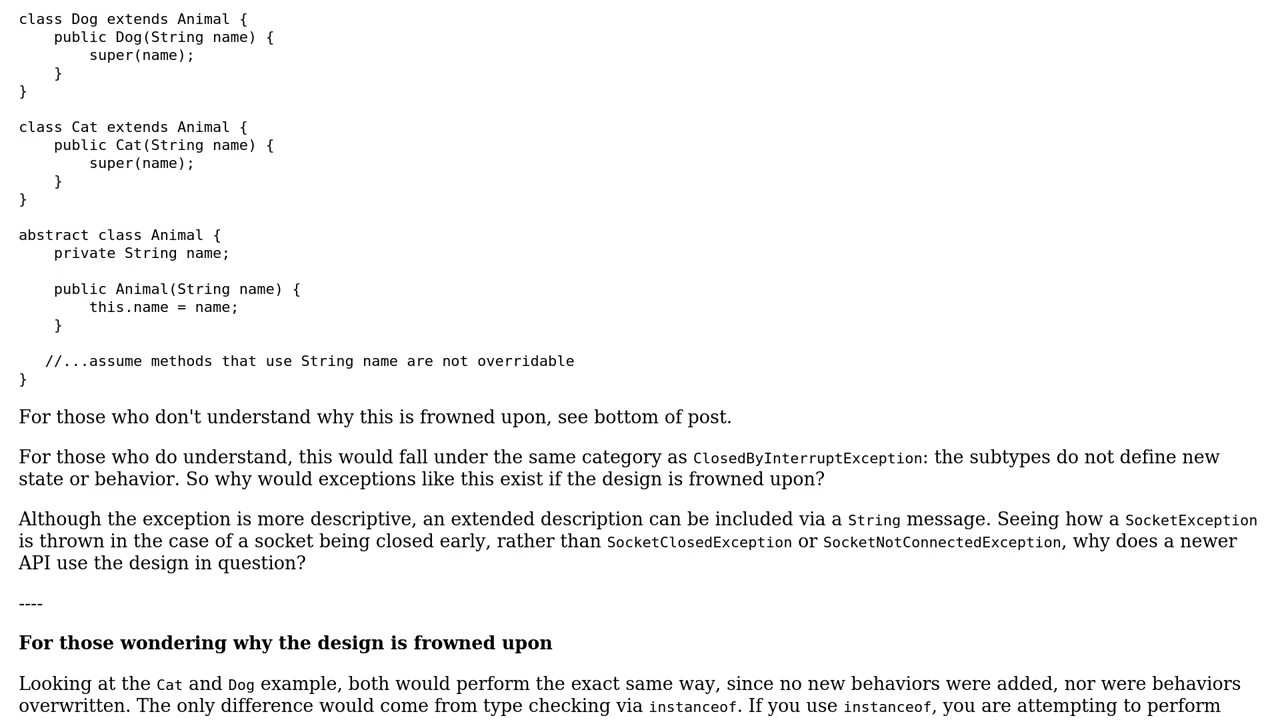 class Dog extends Animal {
    public Dog(String name) {
        super(name);
    }
}

class Cat extends Animal {
    public Cat(String name) {
        super(name);
    }
}

abstract class Animal {
    private String name;

    public Animal(String name) {
        this.name = name;
    }

   //...assume methods that use String name are not overridable
}
For those who don't understand why this is frowned upon, see bottom of post.
For those who do understand, this would fall under the same category as ClosedByInterruptException: the subtypes do not define new
state or behavior. So why would exceptions like this exist if the design is frowned upon?
Although the exception is more descriptive, an extended description can be included via a String message. Seeing how a SocketException
is thrown in the case of a socket being closed early, rather than SocketClosedException or SocketNotConnectedException, why does a newer
API use the design in question?
----
For those wondering why the design is frowned upon
Looking at the Cat and Dog example, both would perform the exact same way, since no new behaviors were added, nor were behaviors
overwritten. The only difference would come from type checking via instanceof. If you use instanceof, you are attempting to perform